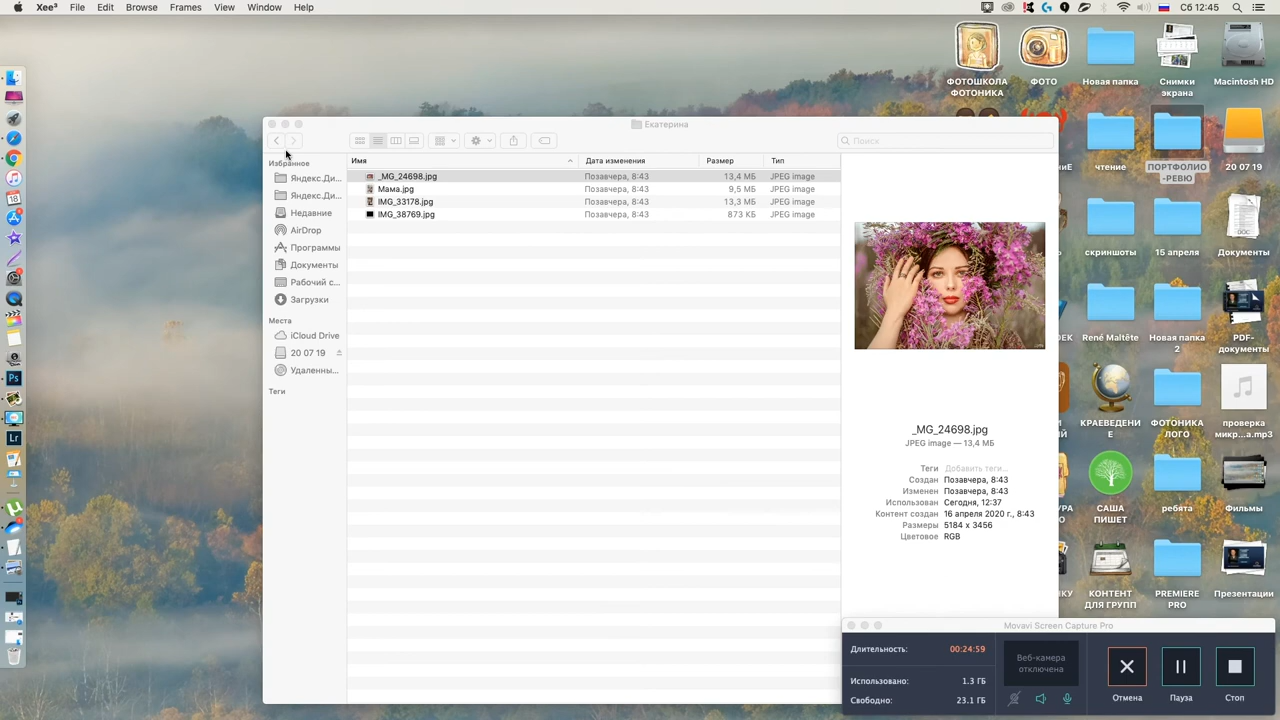 Xee³ File Edit Browse Frames View Window Help
Сб 12:45
Екатерина
Поиск
Избранное
Яндекс.Ди...
Яндекс.Ди...
Недавние
AirDrop
Программы
Документы
Рабочий с...
Загрузки
Места
iCloud Drive
20 07 19
Удаленны...
Теги
Имя Дата изменения Размер Тип
_MG_24698.jpg Позавчера, 8:43 13,4 МБ JPEG image
Мама.jpg Позавчера, 8:43 9,5 МБ JPEG image
IMG_33178.jpg Позавчера, 8:43 13,3 МБ JPEG image
IMG_38769.jpg Позавчера, 8:43 873 КБ JPEG image
_MG_24698.jpg
JPEG image — 13,4 МБ
Теги Добавить теги...
Создан Позавчера, 8:43
Изменен Позавчера, 8:43
Использован Сегодня, 12:37
Контент создан 16 апреля 2020 г., 8:43
Размеры 5184 x 3456
Цветовое RGB
ФОТОШКОЛА
ФОТОНИКА
ФОТО
Новая папка
Снимки
экрана
Macintosh HD
чтение
ПОРТФОЛИО
-РЕВЮ
20 07 19
скриншоты
15 апреля
Документы
René Maltête
Новая папка
2
PDF-
документы
КРАЕВЕДЕНИ
Е
ФОТОНИКА
ЛОГО
проверка
микр...а.mp3
САША
ПИШЕТ
ребята
Фильмы
КОНТЕНТ
ДЛЯ ГРУПП
PREMIERE
PRO
Презентации
Movavi Screen Capture Pro
Длительность: 00:24:59
Использовано: 1.3 ГБ
Свободно: 23.1 ГБ
Веб-камера
отключена
Отмена
Пауза
Стоп
18
Ps
Lr
DOC